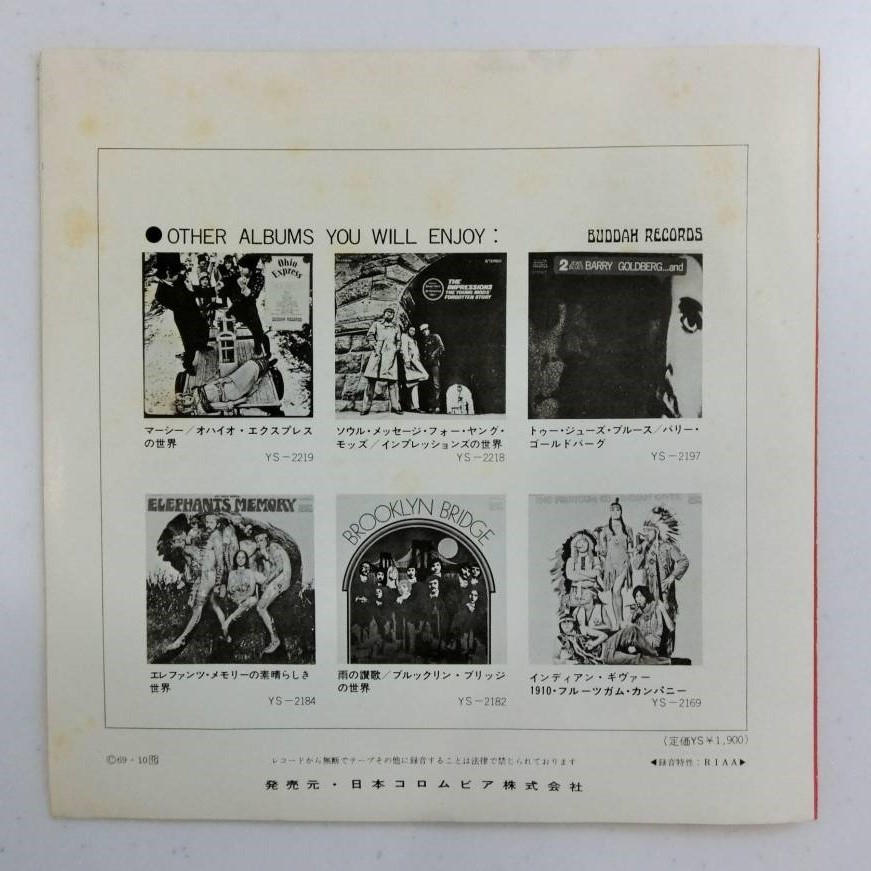 ●OTHER ALBUMS YOU WILL ENJOY:
BUDDAH RECORDS
Ohio
Express
THE
IMPRESSIONS
THE YOUNG MODS'
FORGOTTEN STORY
2 JEWS BLUES BARRY GOLDBERG...and
マーシー/オハイオ・エクスプレス
の世界
YS-2219
ソウル・メッセージ・フォー・ヤング・
モッズ/インプレッションズの世界
YS-2218
トゥー・ジューズ・ブルース/バリー・
ゴールドバーグ
YS-2197
ELEPHANTS MEMORY
BROOKLYN BRIDGE
エレファンツ・メモリーの素晴らしき
世界
YS-2184
雨の讃歌/ブルックリン・ブリッジ
の世界
YS-2182
インディアン・ギヴァー
1910・フルーツガム・カンパニー
YS-2169
(定価YS¥1,900)
Ⓒ69・10
レコードから無断でテープその他に録音することは法律で禁じられております
◀録音特性:RIAA▶
発売元・日本コロムビア株式会社